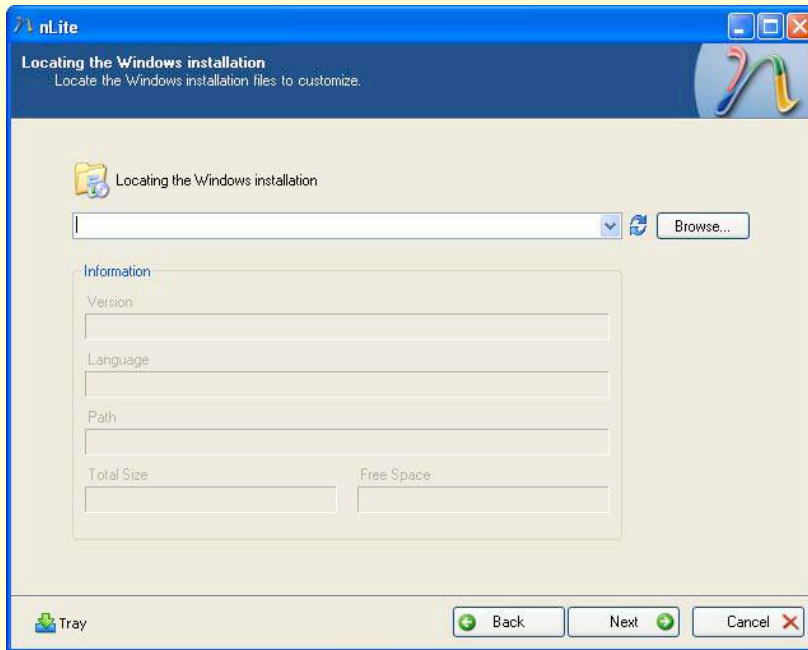 nLite
Locating the Windows installation
Locate the Windows installation files to customize.
Locating the Windows installation
Browse...
Information
Version
Language
Path
Total Size
Free Space
Tray
Back
Next
Cancel